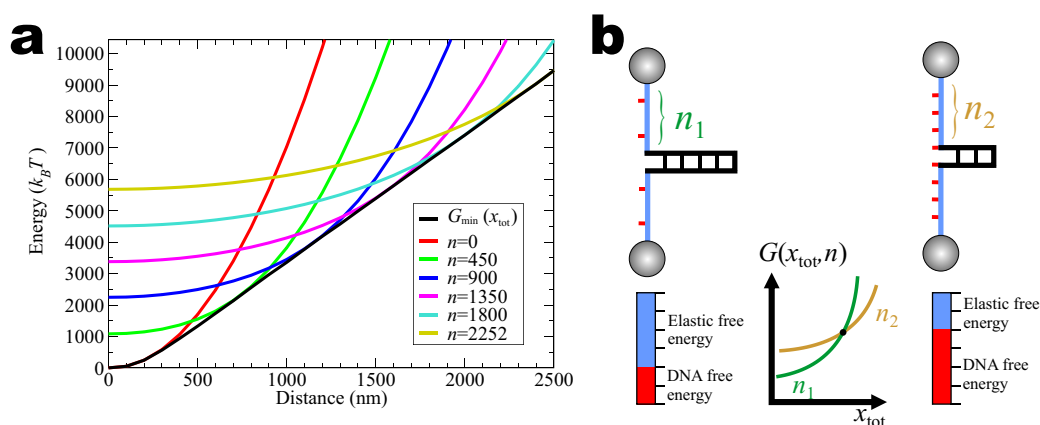 a
10000
9000
8000
7000
6000
5000
4000
3000
2000
1000
0
Energy (k_BT)
G_min (x_tot)
n=0
n=450
n=900
n=1350
n=1800
n=2252
0 500 1000 1500 2000 2500
Distance (nm)
b
n_1
n_2
G(x_tot,n)
n_2
n_1
x_tot
Elastic free
energy
DNA free
energy
Elastic free
energy
DNA free
energy